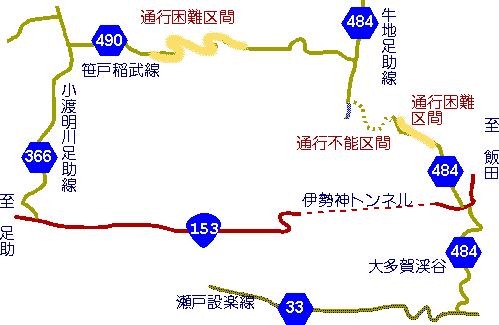 通行困難区間
490
笹戸稲武線
484
牛地足助線
小渡明川足助線
366
通行困難
区間
通行不能区間
至 飯田
484
伊勢神トンネル
至 足助
153
484
大多賀渓谷
瀬戸設楽線
33